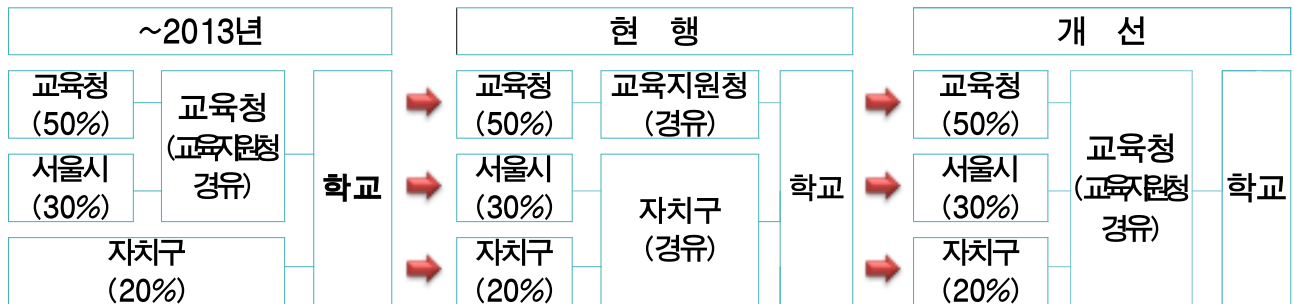 ~2013년
교육청
(50%)
서울시
(30%)
자치구
(20%)
교육청
(교육지원청
경유)
학교
현 행
교육청
(50%)
서울시
(30%)
자치구
(20%)
교육지원청
(경유)
자치구
(경유)
학교
개 선
교육청
(50%)
서울시
(30%)
자치구
(20%)
교육청
(교육지원청
경유)
학교